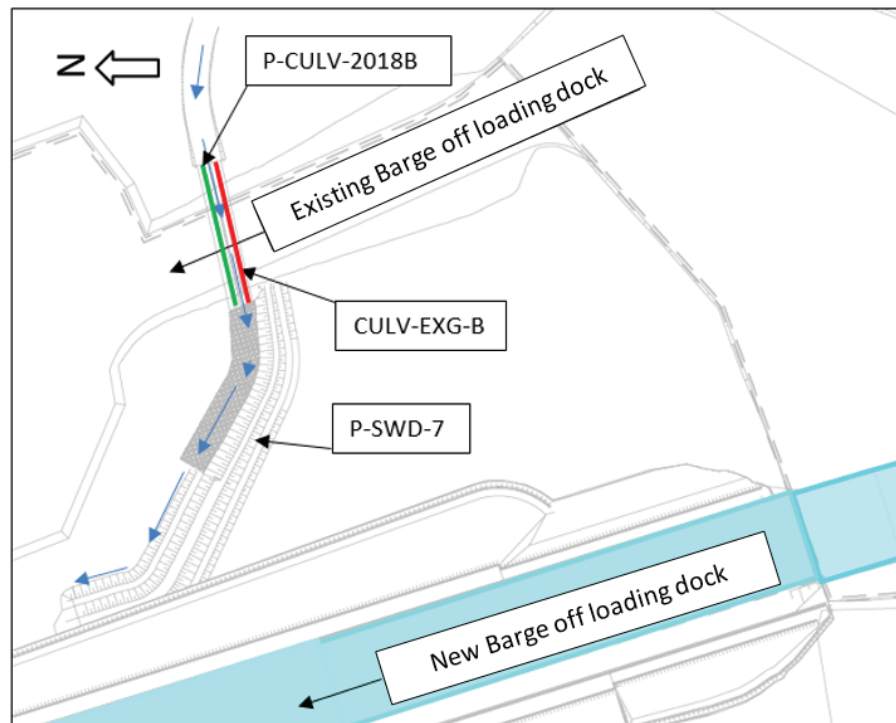 N
P-CULV-2018B
Existing Barge off loading dock
CULV-EXG-B
P-SWD-7
New Barge off loading dock